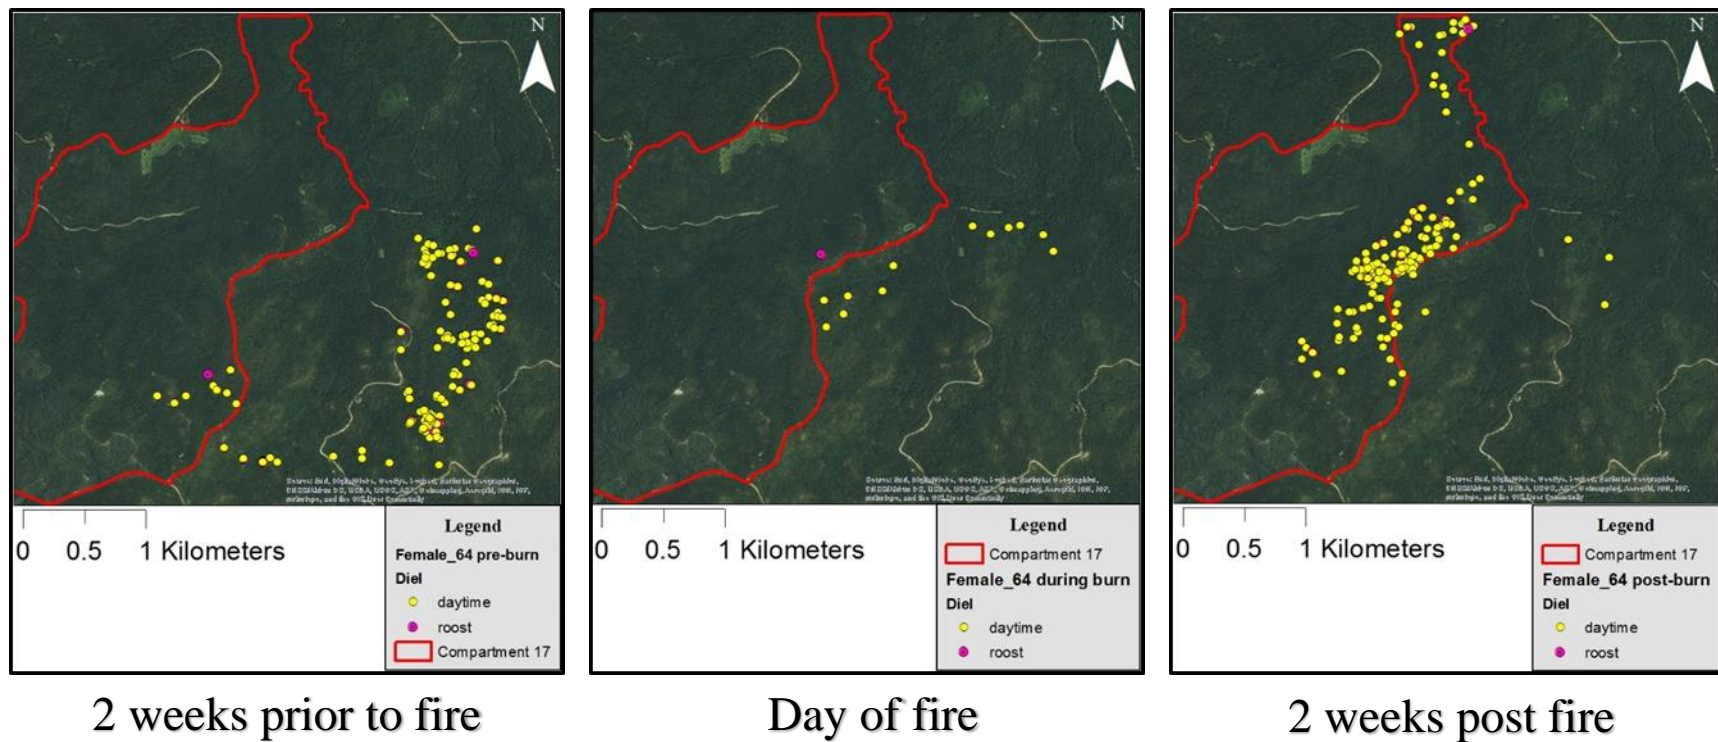 N
0 0.5 1 Kilometers
Legend
Female_64 pre-burn
Diel
daytime
roost
Compartment 17
2 weeks prior to fire
N
0 0.5 1 Kilometers
Legend
Compartment 17
Female_64 during burn
Diel
daytime
roost
Day of fire
N
0 0.5 1 Kilometers
Legend
Compartment 17
Female_64 post-burn
Diel
daytime
roost
2 weeks post fire